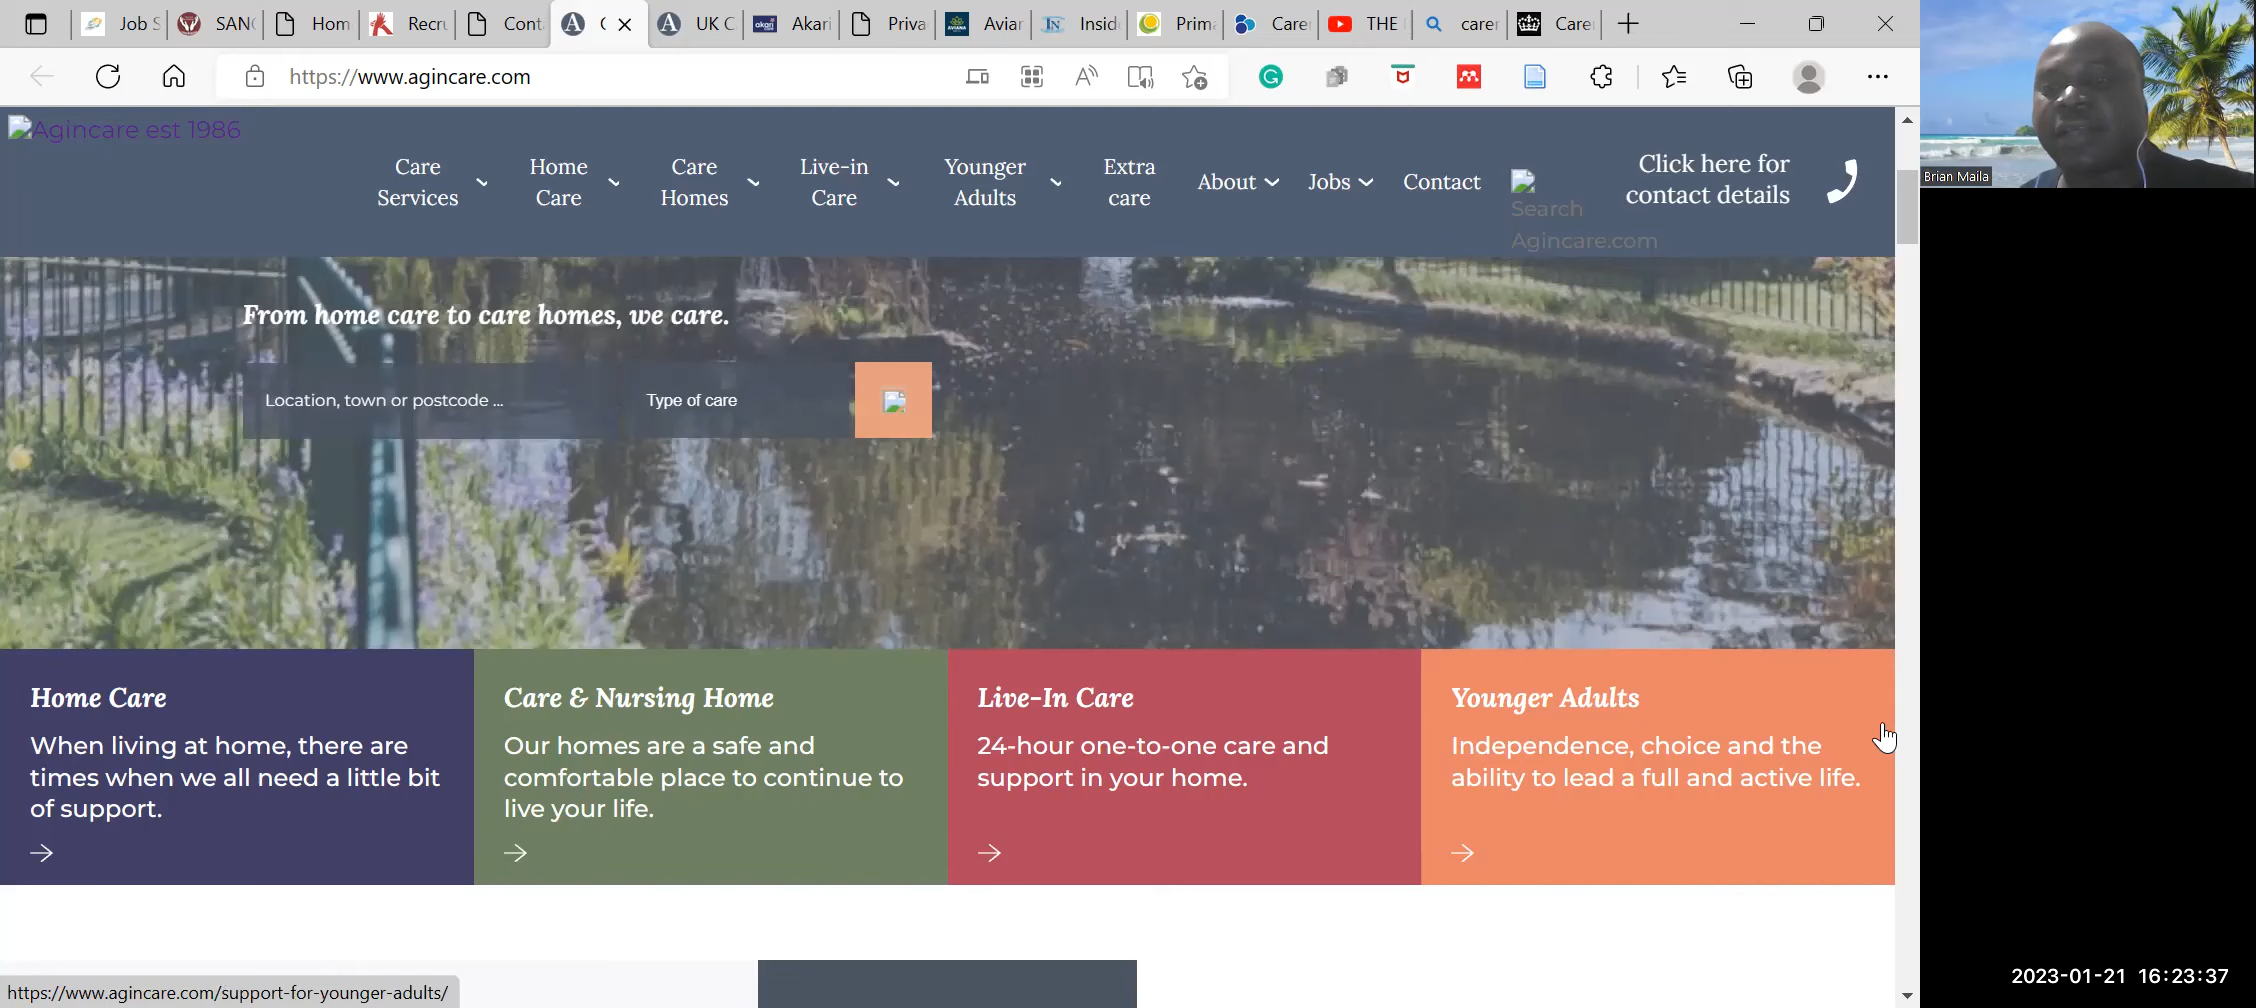 Job S
SAN
Hom
Recru
Cont
UK C
Akari
Priva
Aviar
Insid
Prim
Care
THE
carer
Care
https://www.agincare.com
Agincare est 1986
Care
Services
Home
Care
Care
Homes
Live-in
Care
Younger
Adults
Extra
care
About
Jobs
Contact
Search
Agincare.com
Click here for
contact details
Brian Maila
From home care to care homes, we care.
Location, town or postcode ...
Type of care
Home Care
When living at home, there are
times when we all need a little bit
of support.
Care & Nursing Home
Our homes are a safe and
comfortable place to continue to
live your life.
Live-In Care
24-hour one-to-one care and
support in your home.
Younger Adults
Independence, choice and the
ability to lead a full and active life.
https://www.agincare.com/support-for-younger-adults/
2023-01-21 16:23:37